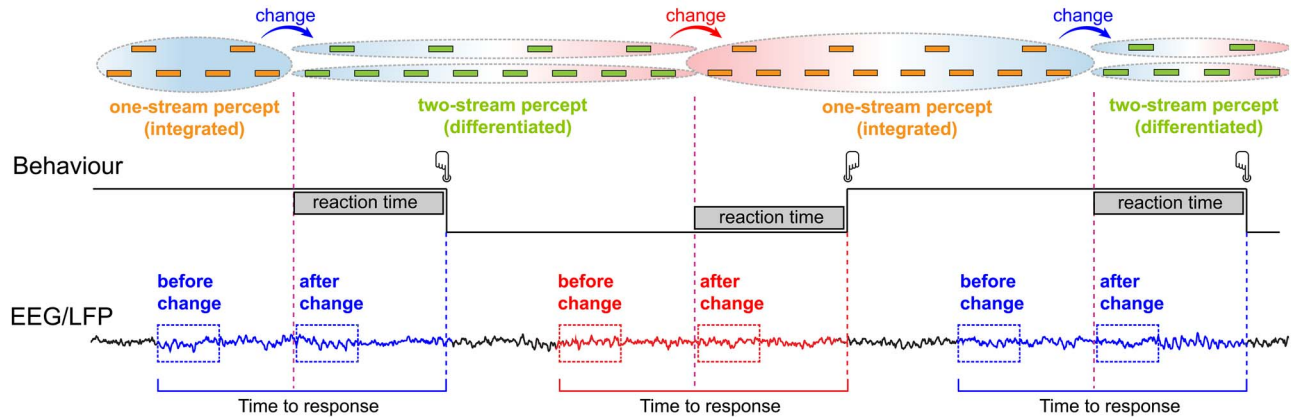 change
change
change
one-stream percept
(integrated)
two-stream percept
(differentiated)
one-stream percept
(integrated)
two-stream percept
(differentiated)
Behaviour
reaction time
reaction time
reaction time
before
change
after
change
before
change
after
change
before
change
after
change
EEG/LFP
Time to response
Time to response
Time to response